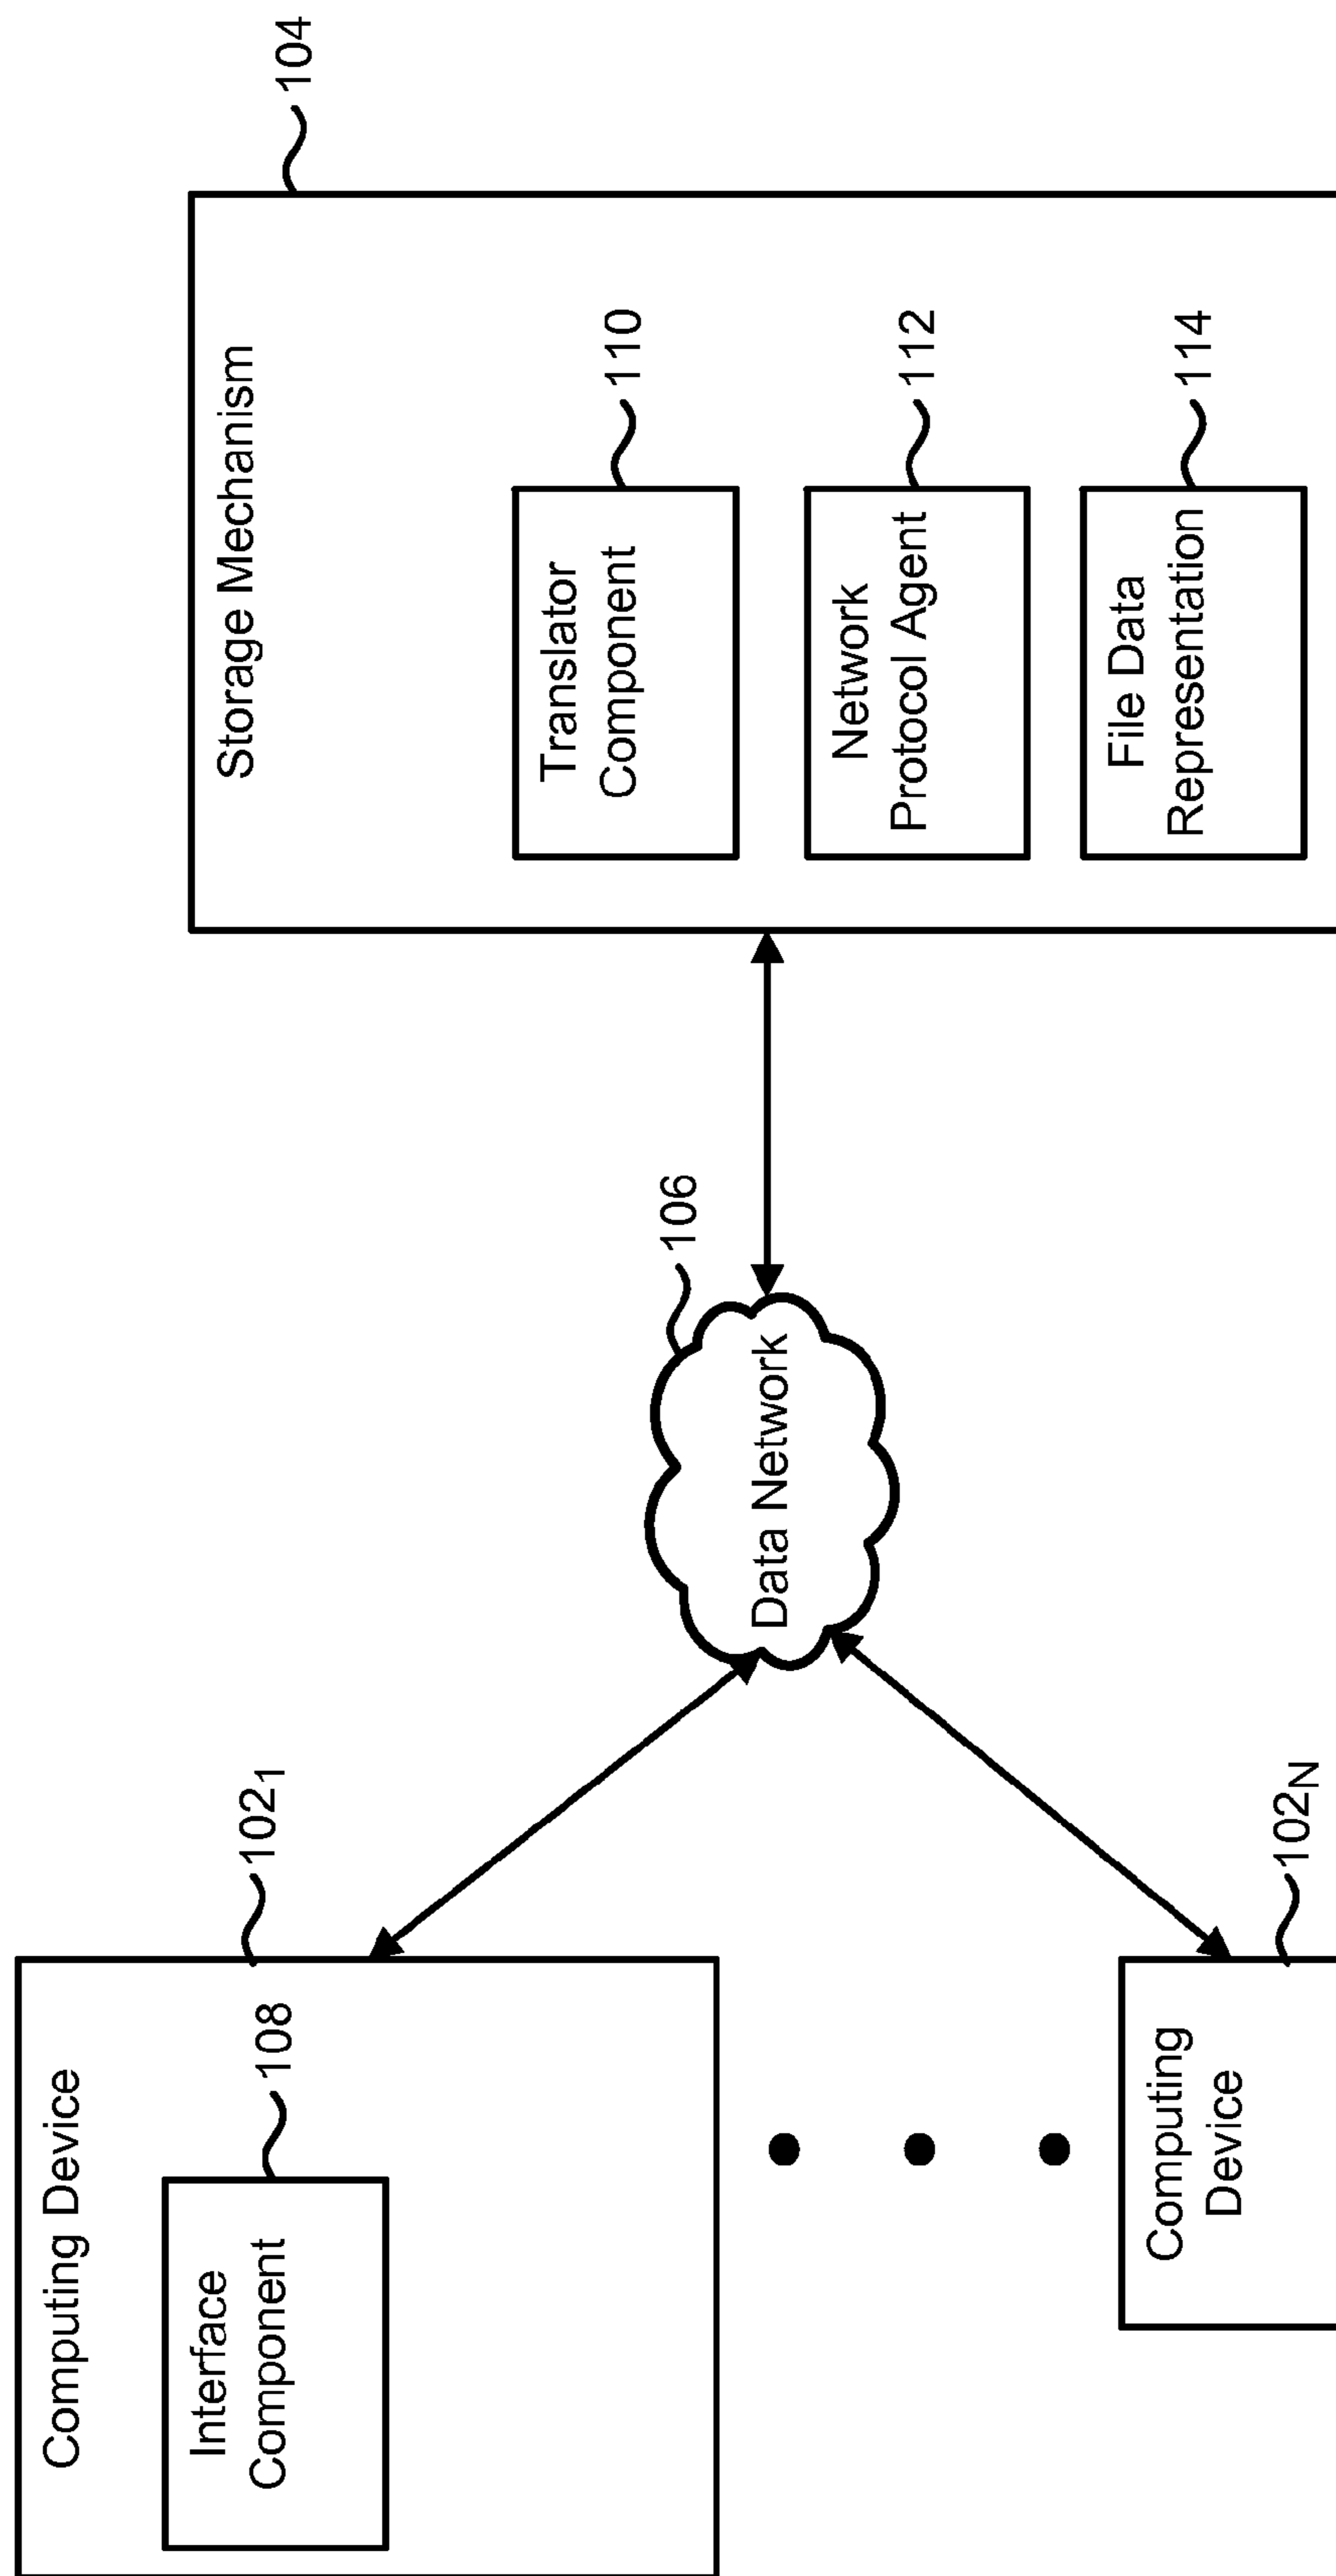 Computing Device
102₁
Interface
Component
108
Computing
Device
102N
106
Data Network
104
Storage Mechanism
Translator
Component
110
Network
Protocol Agent
112
File Data
Representation
114